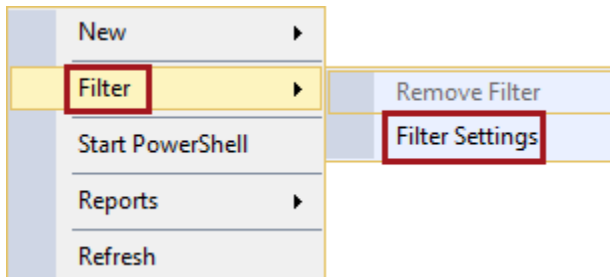 New
Filter
Remove Filter
Filter Settings
Start PowerShell
Reports
Refresh